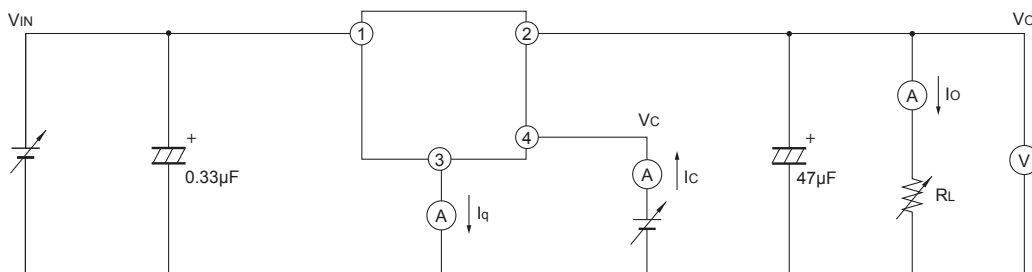 VIN
1
2
VO
A
IO
4
VC
+
0.33μF
3
A
IC
+
47μF
V
RL
A
Iq